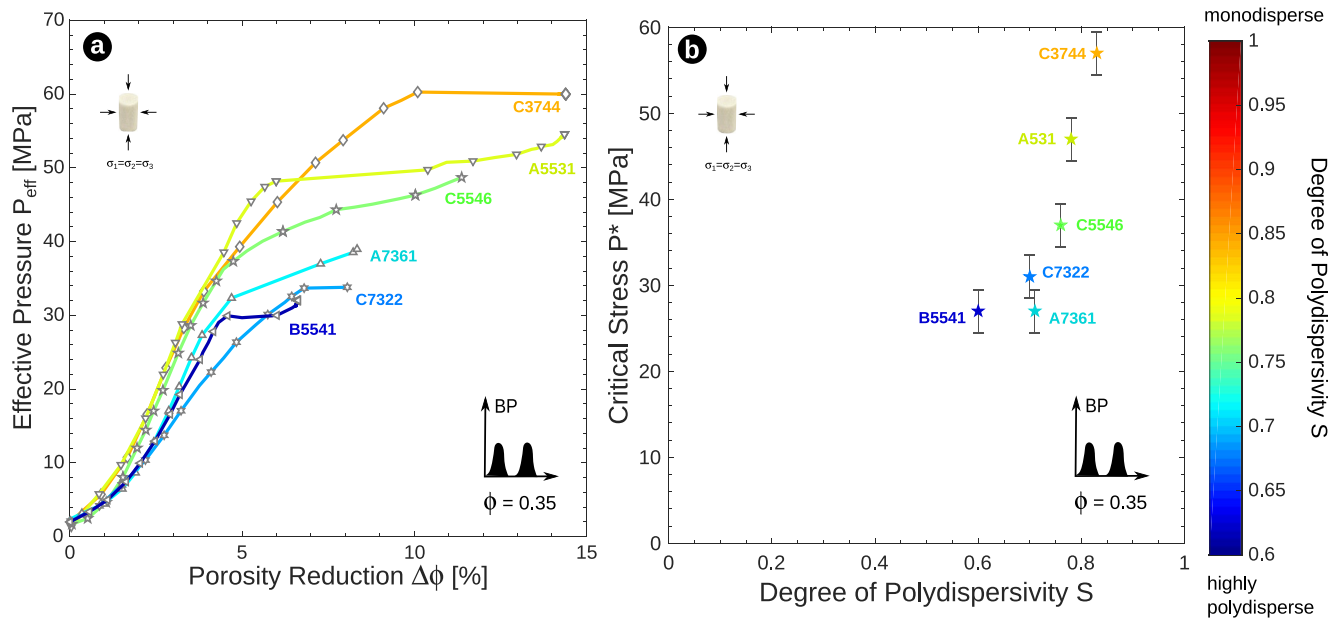 a
70
60
50
40
30
20
10
0
Effective Pressure P_eff [MPa]
σ₁=σ₂=σ₃
C3744
A5531
C5546
A7361
C7322
B5541
BP
ϕ = 0.35
0 5 10 15
Porosity Reduction Δϕ [%]
b
60
50
40
30
20
10
0
Critical Stress P* [MPa]
σ₁=σ₂=σ₃
C3744
A531
C5546
C7322
B5541
A7361
BP
ϕ = 0.35
0 0.2 0.4 0.6 0.8 1
Degree of Polydispersivity S
monodisperse
1
0.95
0.9
0.85
0.8
0.75
0.7
0.65
0.6
Degree of Polydispersivity S
highly
polydisperse